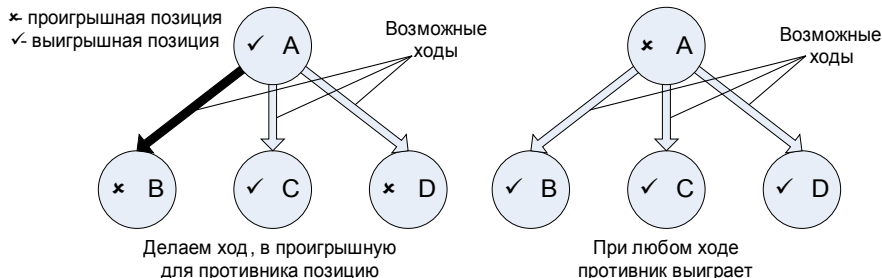 × - проигрышная позиция
✓ - выигрышная позиция
✓ A
Возможные
ходы
× B
✓ C
× D
Делаем ход, в проигрышную
для противника позицию
× A
Возможные
ходы
✓ B
✓ C
✓ D
При любом ходе
противник выиграет